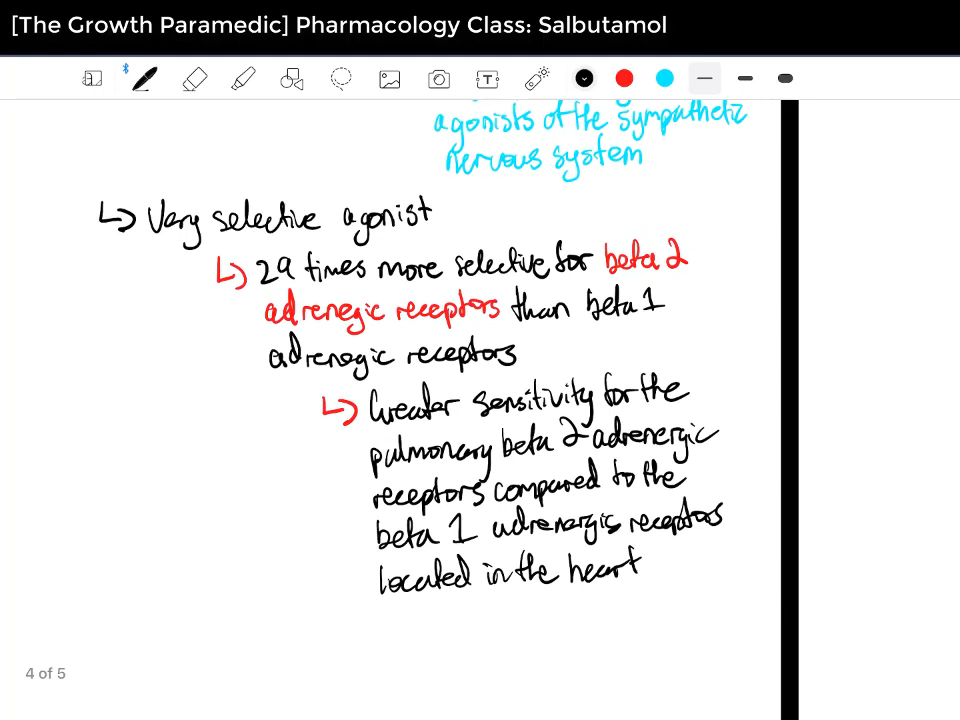 [The Growth Paramedic] Pharmacology Class: Salbutamol
T
agonists of the sympathetic
nervous system
↳ Very selective agonist
↳ 29 times more selective for beta 2
adrenegic receptors than beta 1
adrenegic receptors
↳ Greater sensitivity for the
pulmonary beta 2 adrenergic
receptors compared to the
beta 1 adrenergic receptors
located in the heart
4 of 5